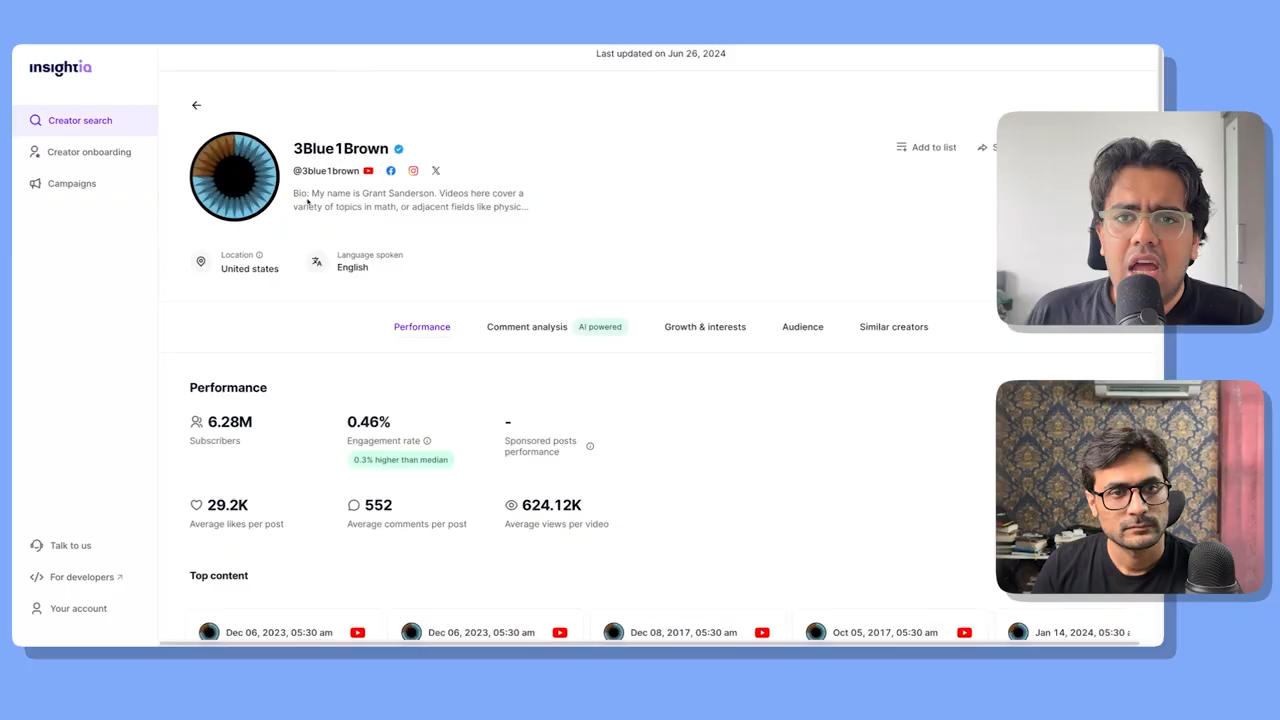 Last updated on Jun 26, 2024
insightiq
Creator search
Creator onboarding
Campaigns
3Blue1Brown
@3blue1brown
Bio: My name is Grant Sanderson. Videos here cover a
variety of topics in math, or adjacent fields like physic...
Add to list
S
Location
United states
Language spoken
English
Performance
Comment analysis
AI powered
Growth & interests
Audience
Similar creators
Performance
6.28M
Subscribers
0.46%
Engagement rate
0.3% higher than median
-
Sponsored posts
performance
29.2K
Average likes per post
552
Average comments per post
624.12K
Average views per video
Top content
Dec 06, 2023, 05:30 am
Dec 06, 2023, 05:30 am
Dec 08, 2017, 05:30 am
Oct 05, 2017, 05:30 am
Jan 14, 2024, 05:30 a
Talk to us
For developers
Your account